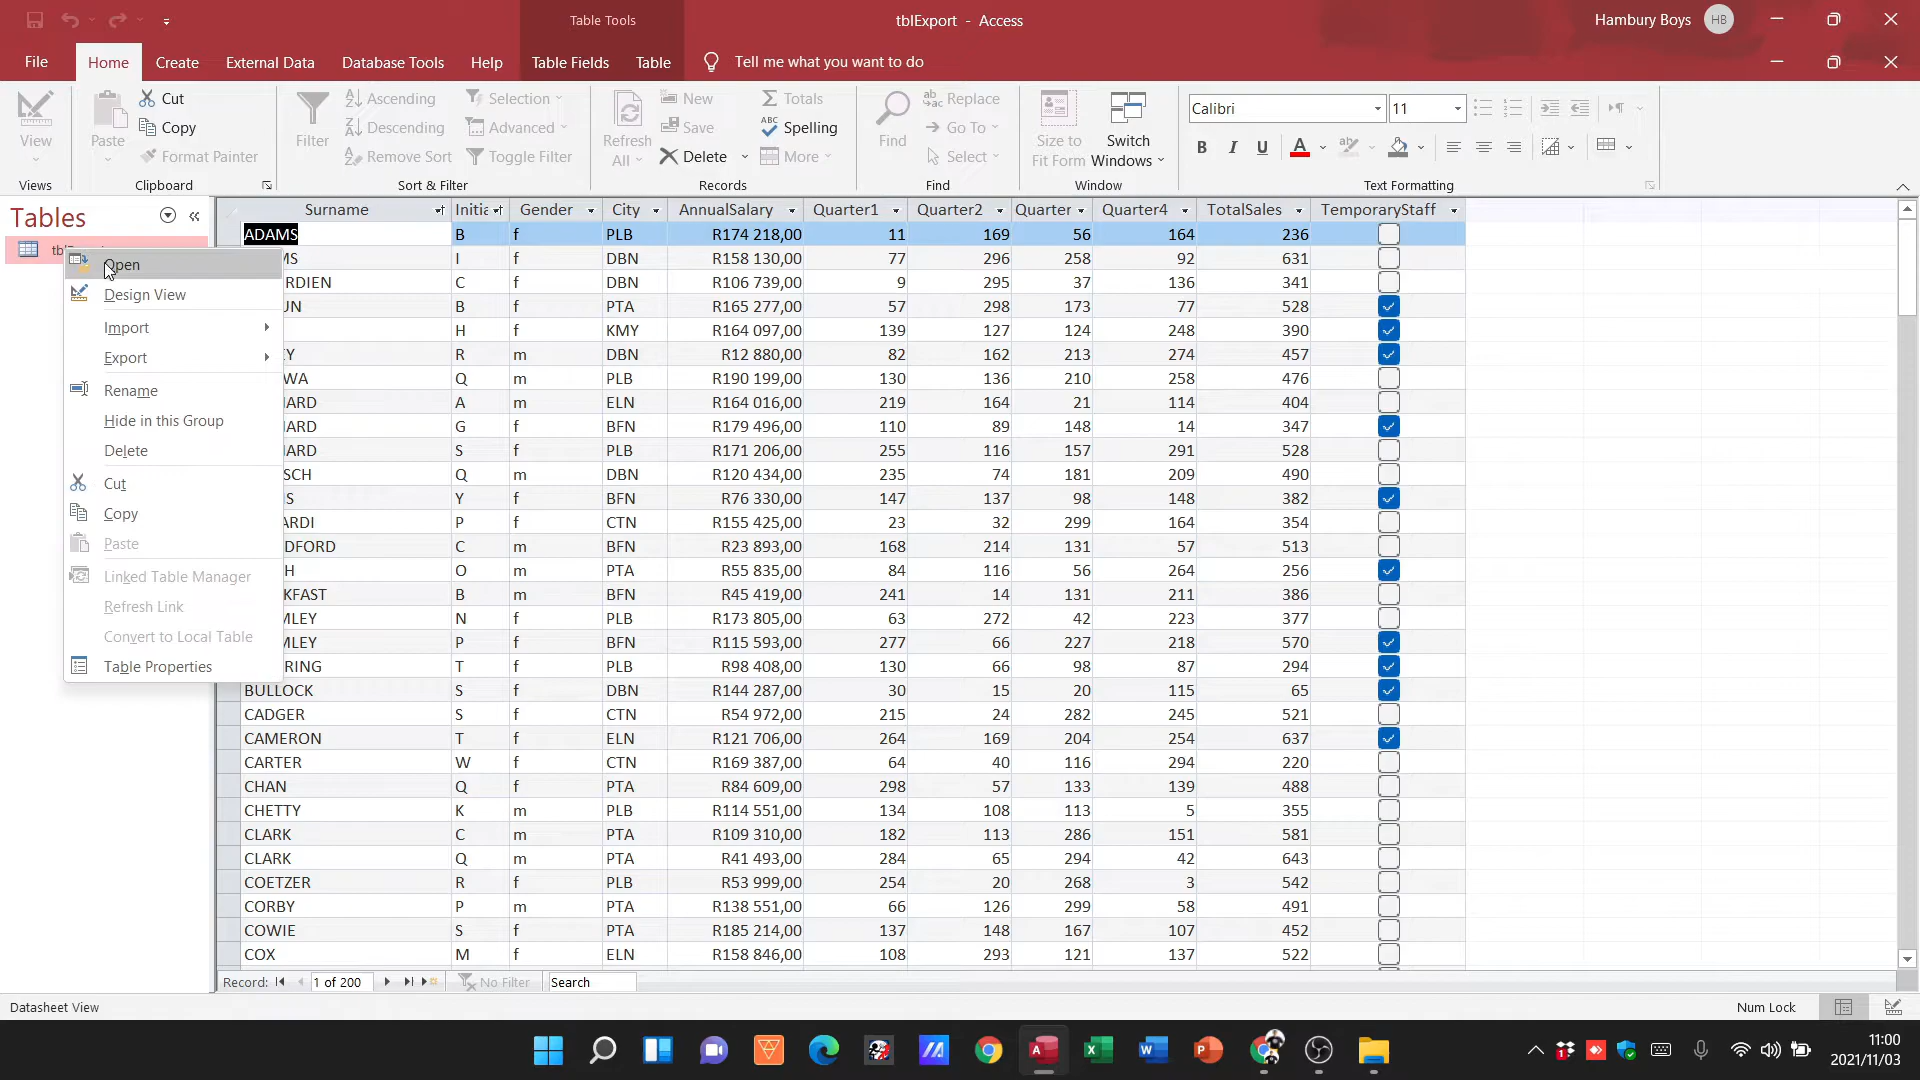 Table Tools
tblExport - Access
Hambury Boys
HB
File
Home
Create
External Data
Database Tools
Help
Table Fields
Table
Tell me what you want to do
View
Views
Paste
Cut
Copy
Format Painter
Clipboard
Filter
Ascending
Descending
Remove Sort
Selection
Advanced
Toggle Filter
Sort & Filter
Refresh All
New
Save
Delete
Totals
Spelling
More
Records
Find
Replace
Go To
Select
Find
Size to Fit Form
Switch Windows
Window
Calibri
11
B I U
Text Formatting
Tables
Open
Design View
Import
Export
Rename
Hide in this Group
Delete
Cut
Copy
Paste
Linked Table Manager
Refresh Link
Convert to Local Table
Table Properties
Surname Initia Gender City AnnualSalary Quarter1 Quarter2 Quarter Quarter4 TotalSales TemporaryStaff
ADAMS B f PLB R174 218,00 11 169 56 164 236
MS I f DBN R158 130,00 77 296 258 92 631
RDIEN C f DBN R106 739,00 9 295 37 136 341
UN B f PTA R165 277,00 57 298 173 77 528
H f KMY R164 097,00 139 127 124 248 390
EY R m DBN R12 880,00 82 162 213 274 457
WA Q m PLB R190 199,00 130 136 210 258 476
ARD A m ELN R164 016,00 219 164 21 114 404
ARD G f BFN R179 496,00 110 89 148 14 347
ARD S f PLB R171 206,00 255 116 157 291 528
SCH Q m DBN R120 434,00 235 74 181 209 490
S Y f BFN R76 330,00 147 137 98 148 382
ARDI P f CTN R155 425,00 23 32 299 164 354
DFORD C m BFN R23 893,00 168 214 131 57 513
H O m PTA R55 835,00 84 116 56 264 256
KFAST B m BFN R45 419,00 241 14 131 211 386
MLEY N f PLB R173 805,00 63 272 42 223 377
MLEY P f BFN R115 593,00 277 66 227 218 570
RING T f PLB R98 408,00 130 66 98 87 294
BULLOCK S f DBN R144 287,00 30 15 20 115 65
CADGER S f CTN R54 972,00 215 24 282 245 521
CAMERON T f ELN R121 706,00 264 169 204 254 637
CARTER W f CTN R169 387,00 64 40 116 294 220
CHAN Q f PTA R84 609,00 298 57 133 139 488
CHETTY K m PLB R114 551,00 134 108 113 5 355
CLARK C m PTA R109 310,00 182 113 286 151 581
CLARK Q m PTA R41 493,00 284 65 294 42 643
COETZER R f PLB R53 999,00 254 20 268 3 542
CORBY P m PTA R138 551,00 66 126 299 58 491
COWIE S f PTA R185 214,00 137 148 167 107 452
COX M f ELN R158 846,00 108 293 121 137 522
Record: 1 of 200 No Filter Search
Datasheet View
Num Lock
11:00
2021/11/03